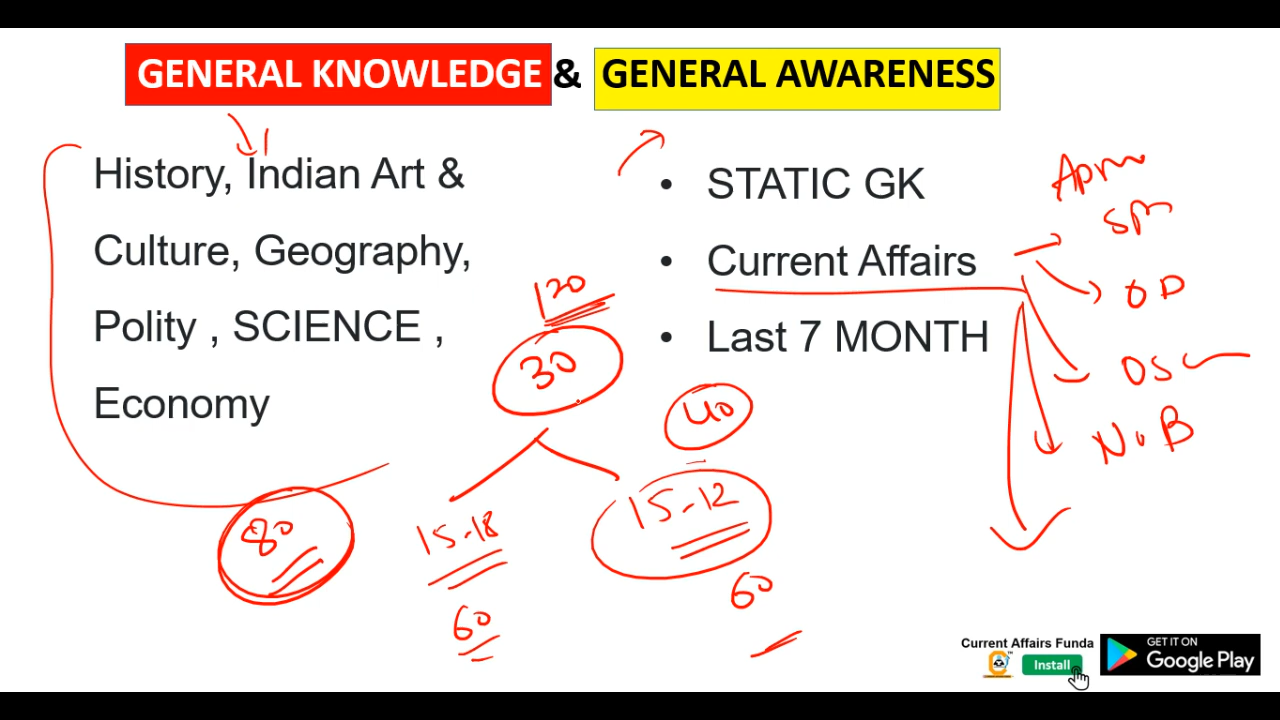 GENERAL KNOWLEDGE & GENERAL AWARENESS
History, Indian Art &
Culture, Geography,
Polity , SCIENCE ,
Economy
• STATIC GK
• Current Affairs
• Last 7 MONTH
120
30
40
15-18
15-12
80
60
60
OP
OS
N.B
Current Affairs Funda
Install
GET IT ON
Google Play